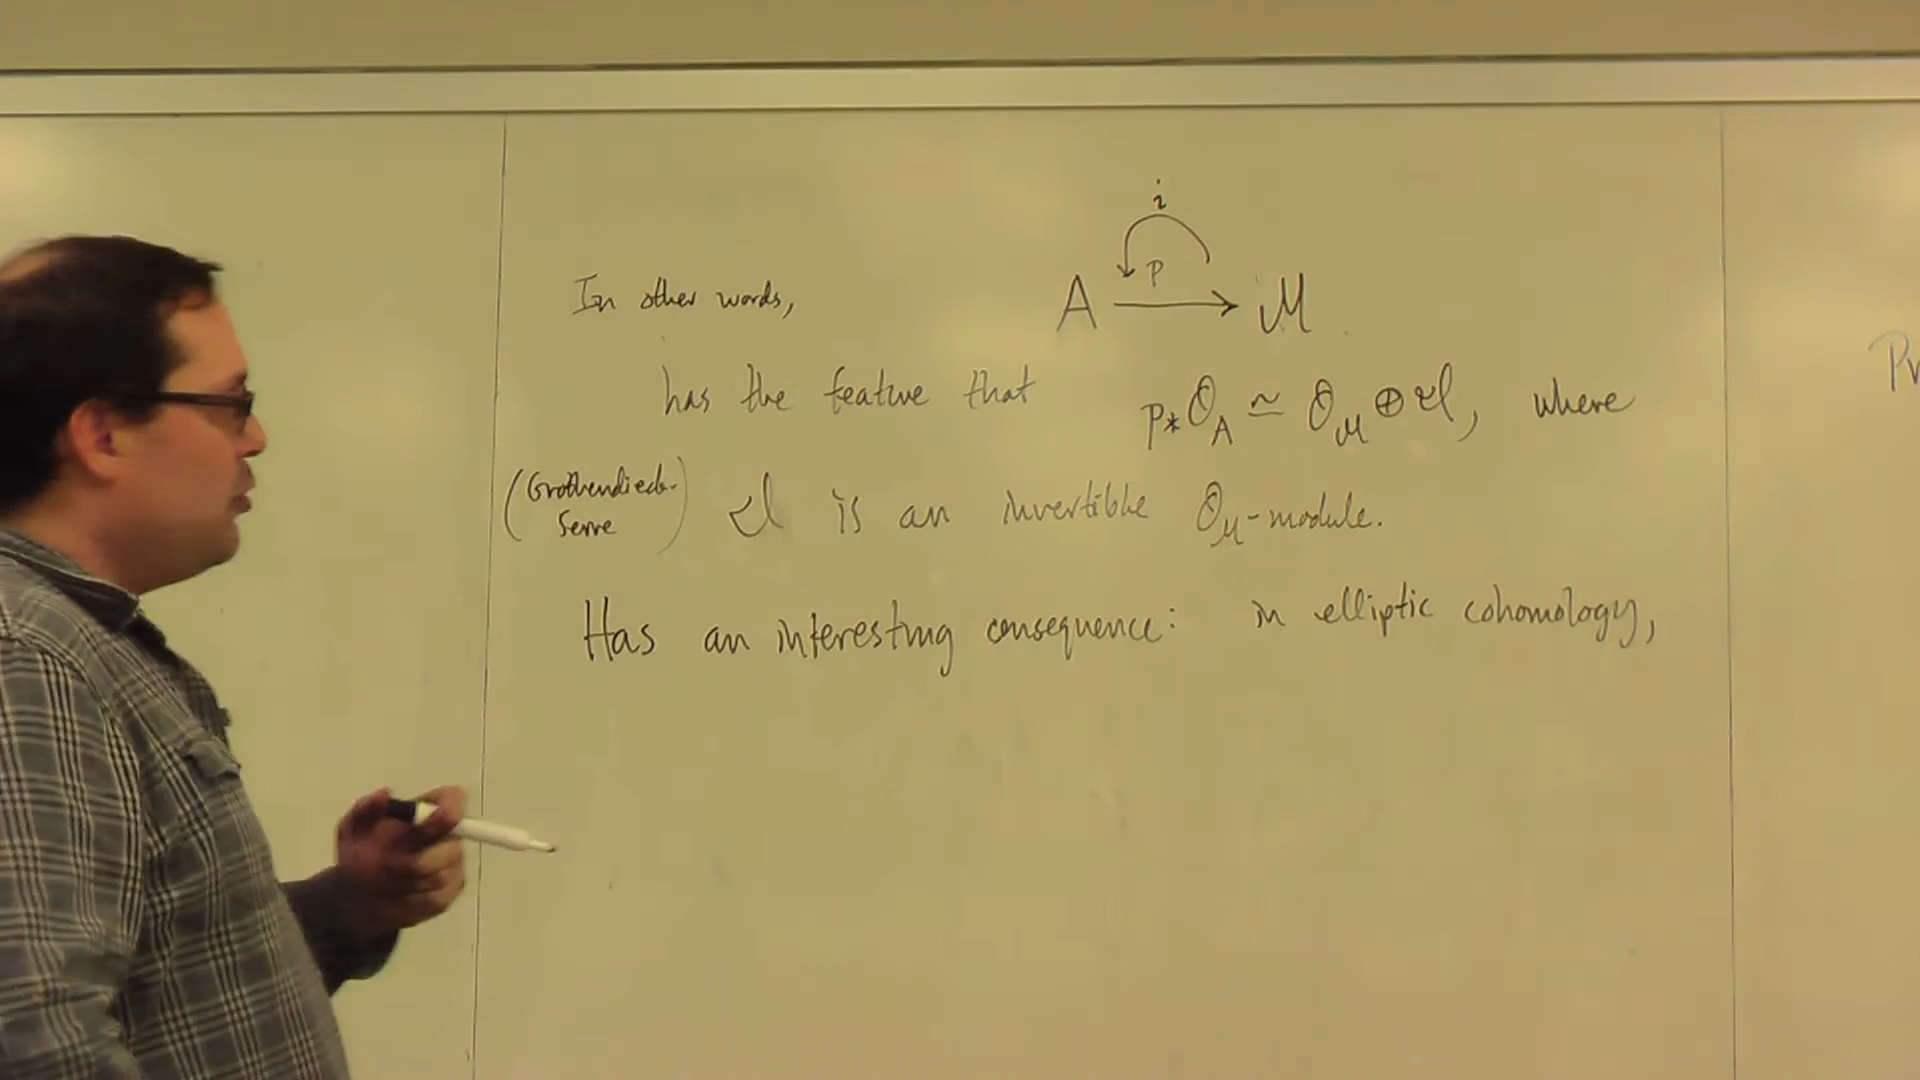 i
In other words, A p→ M
has the feature that p*O_A ≃ O_M ⊕ I, where
(Grothendieck-Serre) I is an invertible O_M-module.
Has an interesting consequence: in elliptic cohomology,
Pr